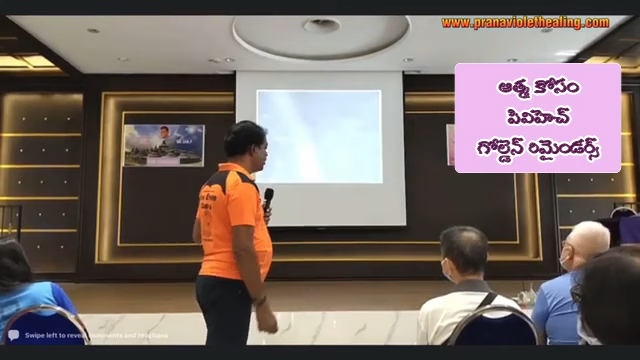 www.pranaviolethealing.com
ఆత్మ కోసం
పివిహెచ్
గోల్డెన్ రిమైండర్స్
Swipe left to reveal comments and reactions